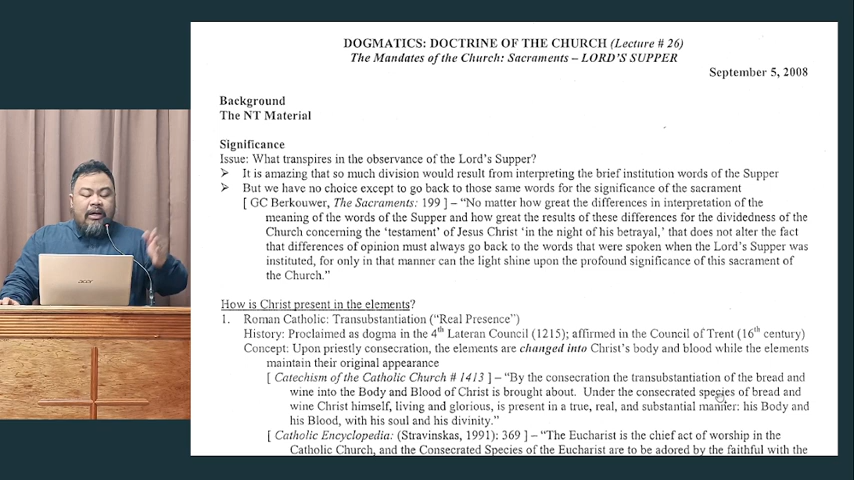 DOGMATICS: DOCTRINE OF THE CHURCH (Lecture # 26)
The Mandates of the Church: Sacraments – LORD'S SUPPER
September 5, 2008
Background
The NT Material
Significance
Issue: What transpires in the observance of the Lord's Supper?
➢ It is amazing that so much division would result from interpreting the brief institution words of the Supper
➢ But we have no choice except to go back to those same words for the significance of the sacrament
[ GC Berkouwer, The Sacraments: 199 ] – "No matter how great the differences in interpretation of the
meaning of the words of the Supper and how great the results of these differences for the dividedness of the
Church concerning the 'testament' of Jesus Christ 'in the night of his betrayal,' that does not alter the fact
that differences of opinion must always go back to the words that were spoken when the Lord's Supper was
instituted, for only in that manner can the light shine upon the profound significance of this sacrament of
the Church."
How is Christ present in the elements?
1. Roman Catholic: Transubstantiation ("Real Presence")
History: Proclaimed as dogma in the 4th Lateran Council (1215); affirmed in the Council of Trent (16th century)
Concept: Upon priestly consecration, the elements are changed into Christ's body and blood while the elements
maintain their original appearance
[ Catechism of the Catholic Church # 1413 ] – "By the consecration the transubstantiation of the bread and
wine into the Body and Blood of Christ is brought about. Under the consecrated species of bread and
wine Christ himself, living and glorious, is present in a true, real, and substantial manner: his Body and
his Blood, with his soul and his divinity."
[ Catholic Encyclopedia: (Stravinskas, 1991): 369 ] – "The Eucharist is the chief act of worship in the
Catholic Church, and the Consecrated Species of the Eucharist are to be adored by the faithful with the
acer